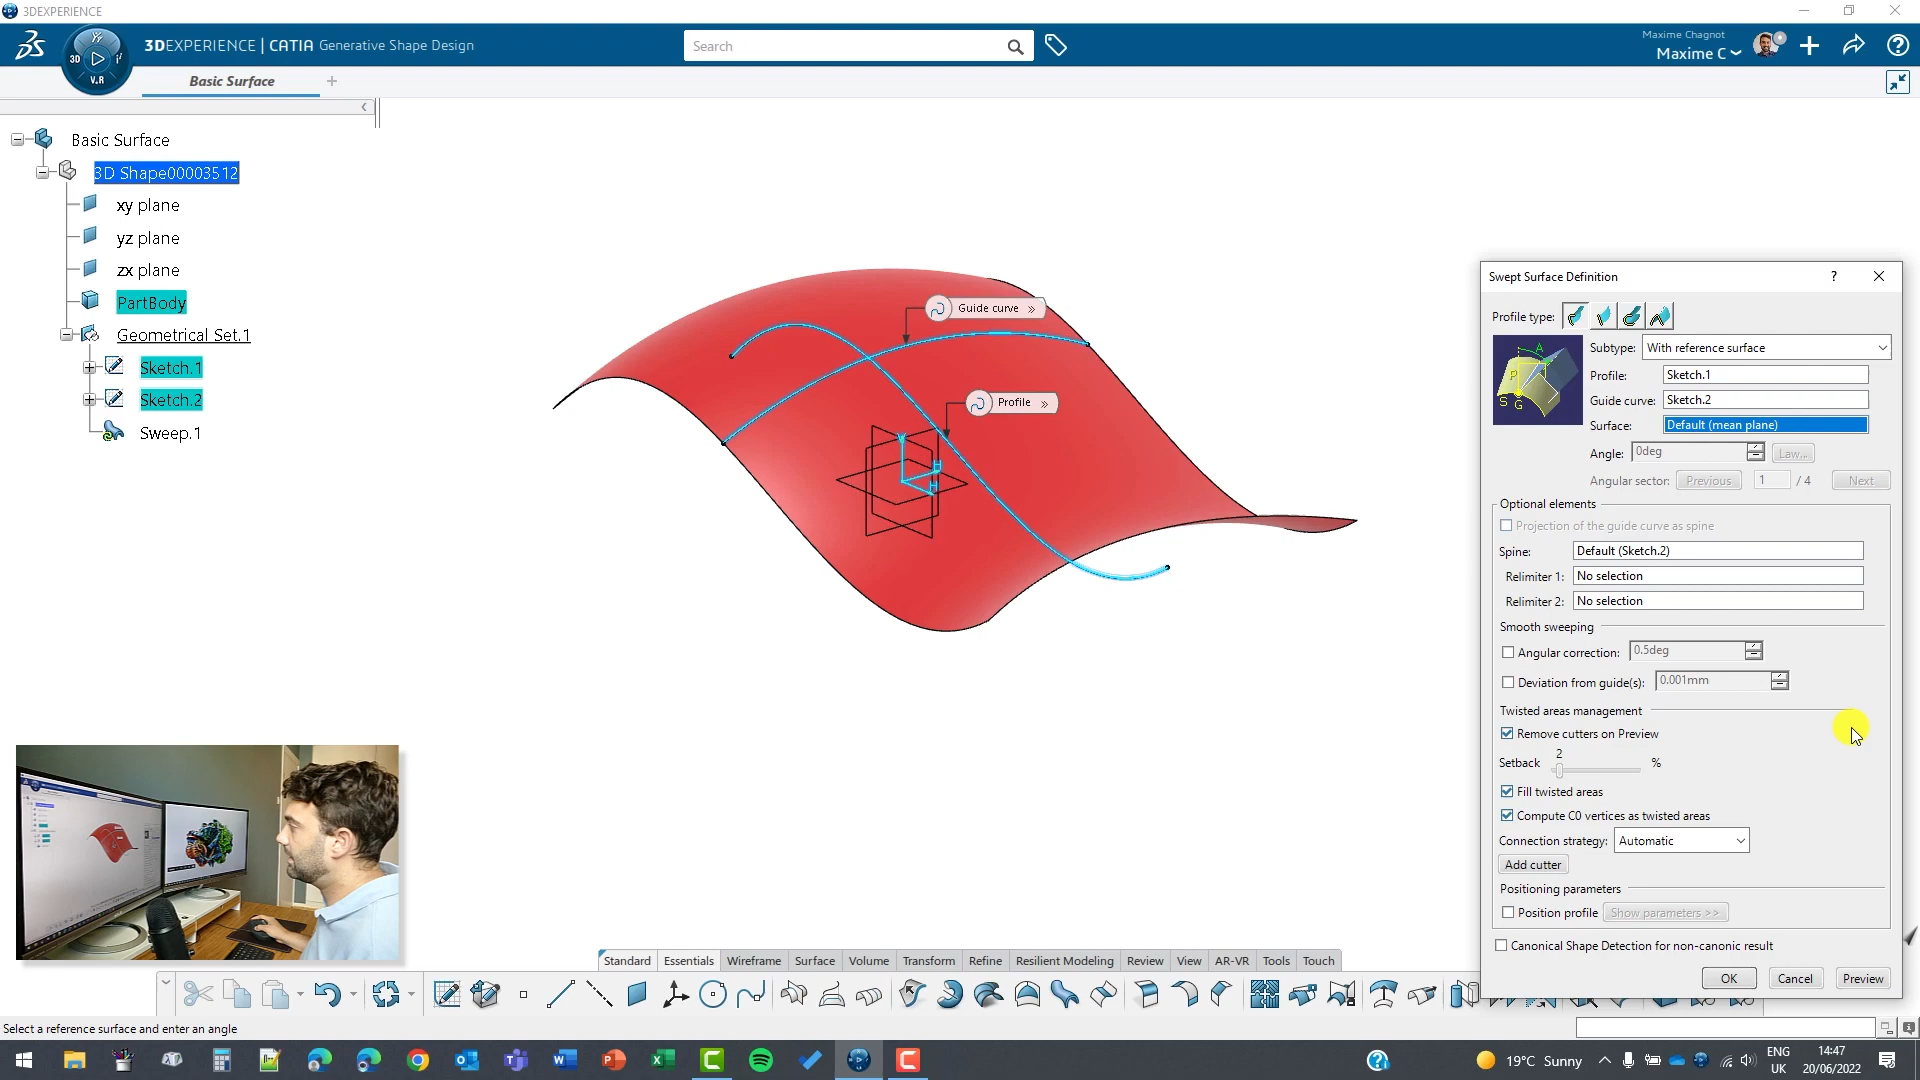 3DEXPERIENCE
3DEXPERIENCE | CATIA Generative Shape Design
Search
Maxime Chagnot
Maxime C
3D
V.R
Basic Surface
Basic Surface
3D Shape00003512
xy plane
yz plane
zx plane
PartBody
Geometrical Set.1
Sketch.1
Sketch.2
Sweep.1
Guide curve »
Profile »
V
H
H
Swept Surface Definition
?
Profile type:
Subtype: With reference surface
Profile: Sketch.1
Guide curve: Sketch.2
Surface: Default (mean plane)
Angle: 0deg Law...
Angular sector: Previous 1 / 4 Next
Optional elements
Projection of the guide curve as spine
Spine: Default (Sketch.2)
Relimiter 1: No selection
Relimiter 2: No selection
Smooth sweeping
Angular correction: 0.5deg
Deviation from guide(s): 0.001mm
Twisted areas management
Remove cutters on Preview
2
Setback %
Fill twisted areas
Compute C0 vertices as twisted areas
Connection strategy: Automatic
Add cutter
Positioning parameters
Position profile Show parameters >>
Canonical Shape Detection for non-canonic result
OK Cancel Preview
Standard Essentials Wireframe Surface Volume Transform Refine Resilient Modeling Review View AR-VR Tools Touch
Select a reference surface and enter an angle
19°C Sunny
ENG
UK
14:47
20/06/2022